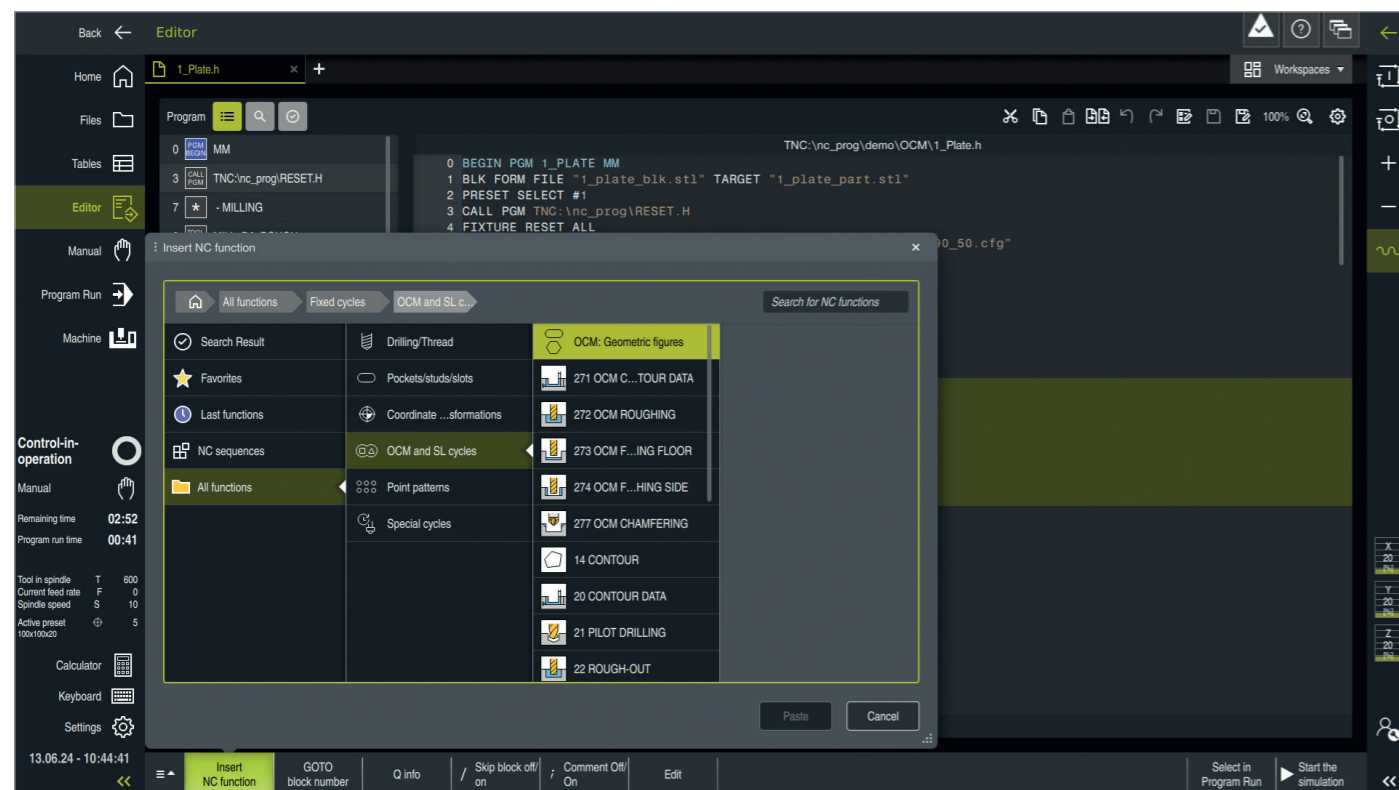 Back
Editor
Home
1_Plate.h
Workspaces
Files
Program
100%
TNC:\nc_prog\demo\OCM\1_Plate.h
0 PGM BEGIN MM
3 CALL PGM TNC:\nc_prog\RESET.H
7 * - MILLING
0 BEGIN PGM 1_PLATE MM
1 BLK FORM FILE "1_plate_blk.stl" TARGET "1_plate_part.stl"
2 PRESET SELECT #1
3 CALL PGM TNC:\nc_prog\RESET.H
4 FIXTURE RESET ALL
0_50.cfg"
Tables
Editor
Manual
Program Run
Machine
Insert NC function
All functions
Fixed cycles
OCM and SL c...
Search for NC functions
Search Result
Favorites
Last functions
NC sequences
All functions
Drilling/Thread
Pockets/studs/slots
Coordinate ...sformations
OCM and SL cycles
Point patterns
Special cycles
OCM: Geometric figures
271 OCM C...TOUR DATA
272 OCM ROUGHING
273 OCM F...ING FLOOR
274 OCM F...HING SIDE
277 OCM CHAMFERING
14 CONTOUR
20 CONTOUR DATA
21 PILOT DRILLING
22 ROUGH-OUT
Paste
Cancel
Control-in-
operation
Manual
Remaining time 02:52
Program run time 00:41
Tool in spindle T 600
Current feed rate F 0
Spindle speed S 10
Active preset 5
100x100x20
Calculator
Keyboard
Settings
13.06.24 - 10:44:41
X
20
Y
20
Z
20
Insert
NC function
GOTO
block number
Q info
/ Skip block off/
on
; Comment Off/
On
Edit
Select in
Program Run
Start the
simulation